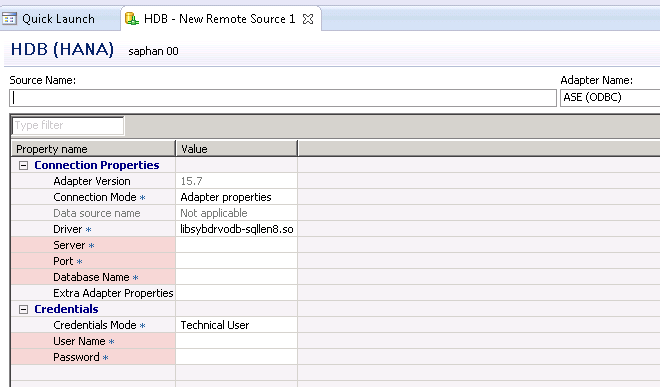 Quick Launch HDB - New Remote Source 1
HDB (HANA) saphan 00
Source Name: Adapter Name:
ASE (ODBC)
Type filter
Property name Value
Connection Properties
Adapter Version 15.7
Connection Mode * Adapter properties
Data source name Not applicable
Driver * libsybdrvodb-sqllen8.so
Server *
Port *
Database Name *
Extra Adapter Properties
Credentials
Credentials Mode * Technical User
User Name *
Password *